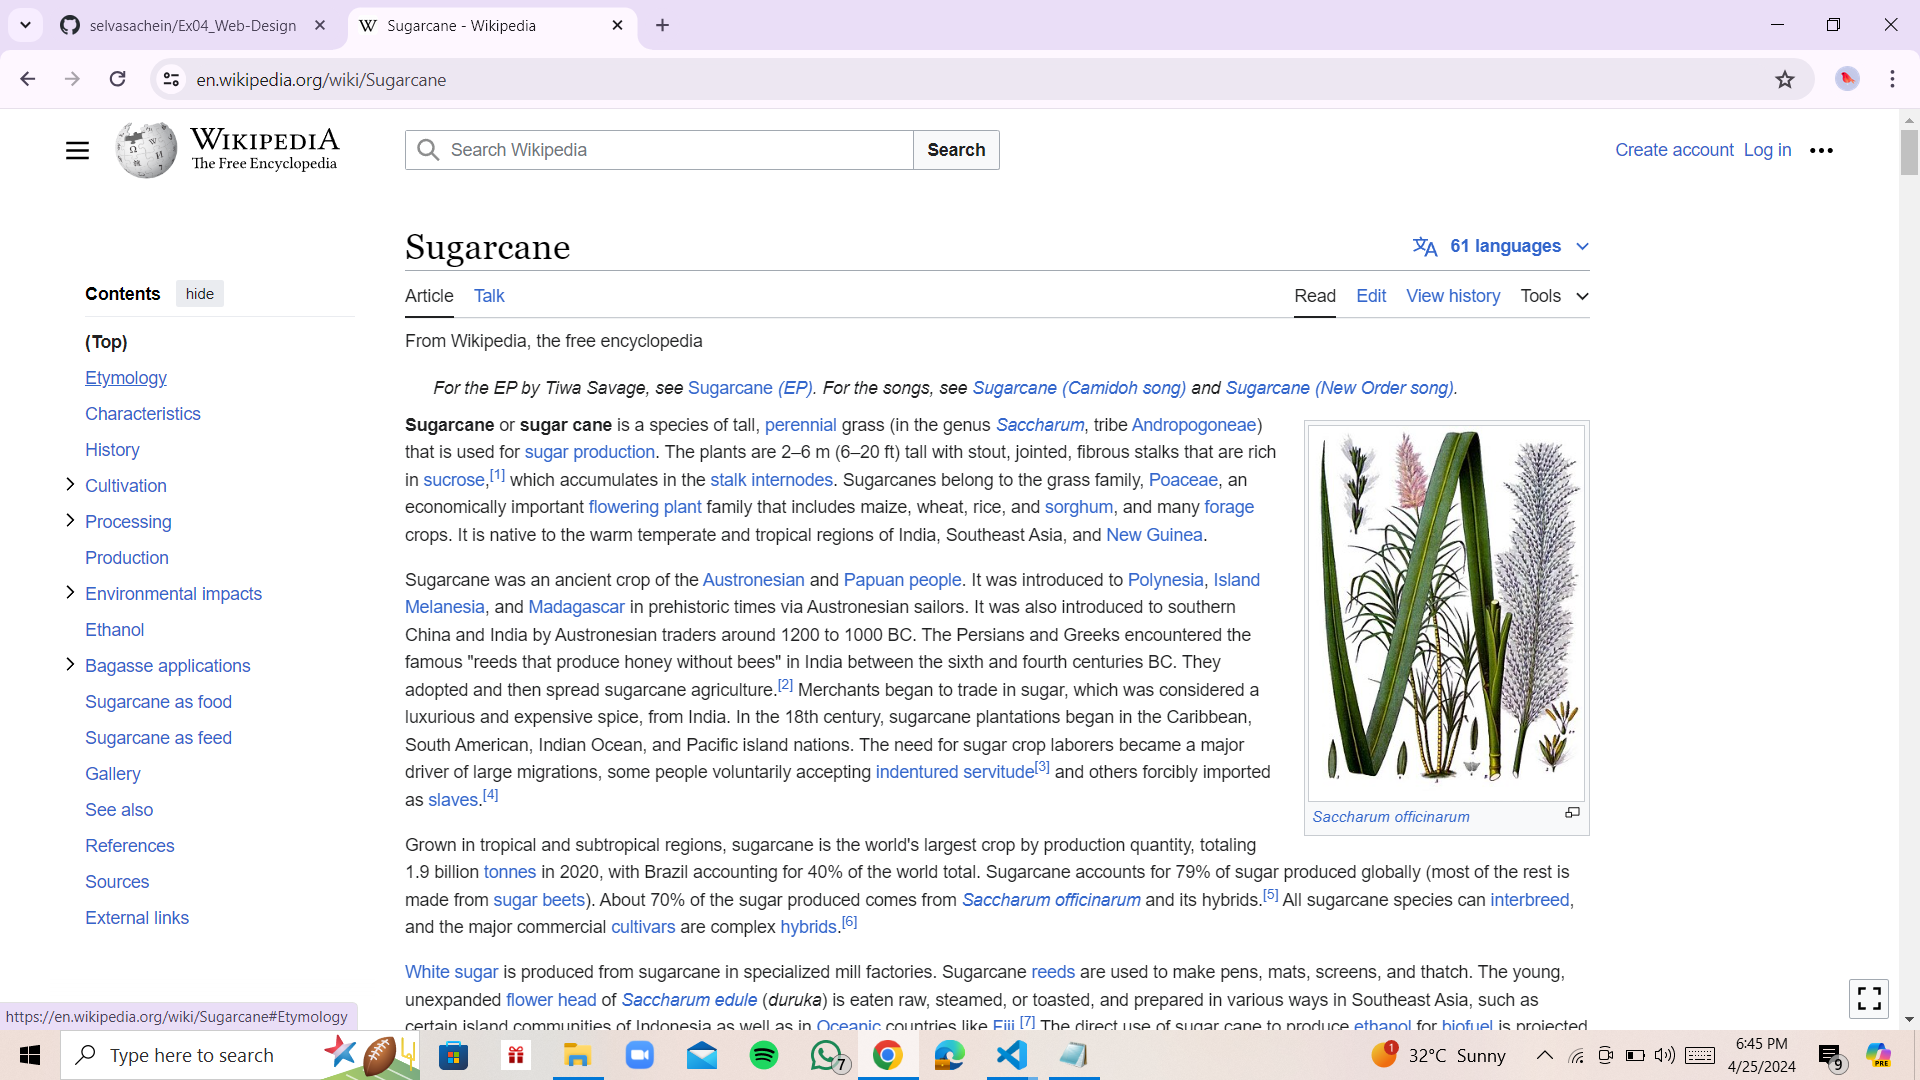 selvasachein/Ex04_Web-Design
Sugarcane - Wikipedia
en.wikipedia.org/wiki/Sugarcane
WIKIPEDIA
The Free Encyclopedia
Search Wikipedia
Search
Create account Log in
Sugarcane
61 languages
Contents hide
Article Talk
Read Edit View history Tools
(Top)
Etymology
Characteristics
History
Cultivation
Processing
Production
Environmental impacts
Ethanol
Bagasse applications
Sugarcane as food
Sugarcane as feed
Gallery
See also
References
Sources
External links
From Wikipedia, the free encyclopedia
For the EP by Tiwa Savage, see Sugarcane (EP). For the songs, see Sugarcane (Camidoh song) and Sugarcane (New Order song).
Sugarcane or sugar cane is a species of tall, perennial grass (in the genus Saccharum, tribe Andropogoneae)
that is used for sugar production. The plants are 2–6 m (6–20 ft) tall with stout, jointed, fibrous stalks that are rich
in sucrose,[1] which accumulates in the stalk internodes. Sugarcanes belong to the grass family, Poaceae, an
economically important flowering plant family that includes maize, wheat, rice, and sorghum, and many forage
crops. It is native to the warm temperate and tropical regions of India, Southeast Asia, and New Guinea.
Sugarcane was an ancient crop of the Austronesian and Papuan people. It was introduced to Polynesia, Island
Melanesia, and Madagascar in prehistoric times via Austronesian sailors. It was also introduced to southern
China and India by Austronesian traders around 1200 to 1000 BC. The Persians and Greeks encountered the
famous "reeds that produce honey without bees" in India between the sixth and fourth centuries BC. They
adopted and then spread sugarcane agriculture.[2] Merchants began to trade in sugar, which was considered a
luxurious and expensive spice, from India. In the 18th century, sugarcane plantations began in the Caribbean,
South American, Indian Ocean, and Pacific island nations. The need for sugar crop laborers became a major
driver of large migrations, some people voluntarily accepting indentured servitude[3] and others forcibly imported
as slaves.[4]
Saccharum officinarum
Grown in tropical and subtropical regions, sugarcane is the world's largest crop by production quantity, totaling
1.9 billion tonnes in 2020, with Brazil accounting for 40% of the world total. Sugarcane accounts for 79% of sugar produced globally (most of the rest is
made from sugar beets). About 70% of the sugar produced comes from Saccharum officinarum and its hybrids.[5] All sugarcane species can interbreed,
and the major commercial cultivars are complex hybrids.[6]
White sugar is produced from sugarcane in specialized mill factories. Sugarcane reeds are used to make pens, mats, screens, and thatch. The young,
unexpanded flower head of Saccharum edule (duruka) is eaten raw, steamed, or toasted, and prepared in various ways in Southeast Asia, such as
certain island communities of Indonesia as well as in Oceanic countries like Fiji.[7] The direct use of sugar cane to produce ethanol for biofuel is projected
https://en.wikipedia.org/wiki/Sugarcane#Etymology
Type here to search
7
1
32°C Sunny
6:45 PM
4/25/2024
9
PRE